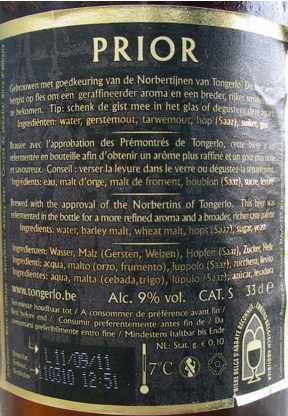 PRIOR
Gebrouwen met goedkeuring van de Norbertijnen van Tongerlo. Dit
hergist op fles om een geraffineerder aroma en een breder, rijker
te bekomen. Tip: schenk de gist mee in het glas of degusteer deze
Ingrediënten: water, gerstemout, tarwemout, hop (Saaz), suiker, gist
Brassée avec l'approbation des Prémontrés de Tongerlo, cette bière est
refermentée en bouteille afin d'obtenir un arôme plus raffiné et un goût plus riche
et savoureux. Conseil : verser la levure dans le verre ou déguster-la séparément.
Ingrédients: eau, malt d'orge, malt de froment, houblon (Saaz), sucre, levure
Brewed with the approval of the Norbertins of Tongerlo. This beer was
refermented in the bottle for a more refined aroma and a broader, richer taste palette
Ingredients: water, barley malt, wheat malt, hops (Saaz), sugar, yeast
Ingredienzen: Wasser, Malz (Gersten, Weizen), Hopfen (Saaz), Zucker, Hefe
Ingredienti: acqua, malto (orzo, frumento), luppolo (Saaz), zucchero, lievito
Ingredientes: agua, malta (cebada, trigo), lúpulo (Saaz), azúcar, levadura
www.tongerlo.be Alc. 9% vol. CAT. S 33 cl e
Ten minste houdbaar tot / A consommer de préférence avant fin /
Best before end / Consumir preferentemente antes de fin / Da
consumarsi preferibilmente entro fine / Mindestens haltbar bis Ende
L 11/09/11
10310 12:51
7°C
NL: Stat. g. € 0,10